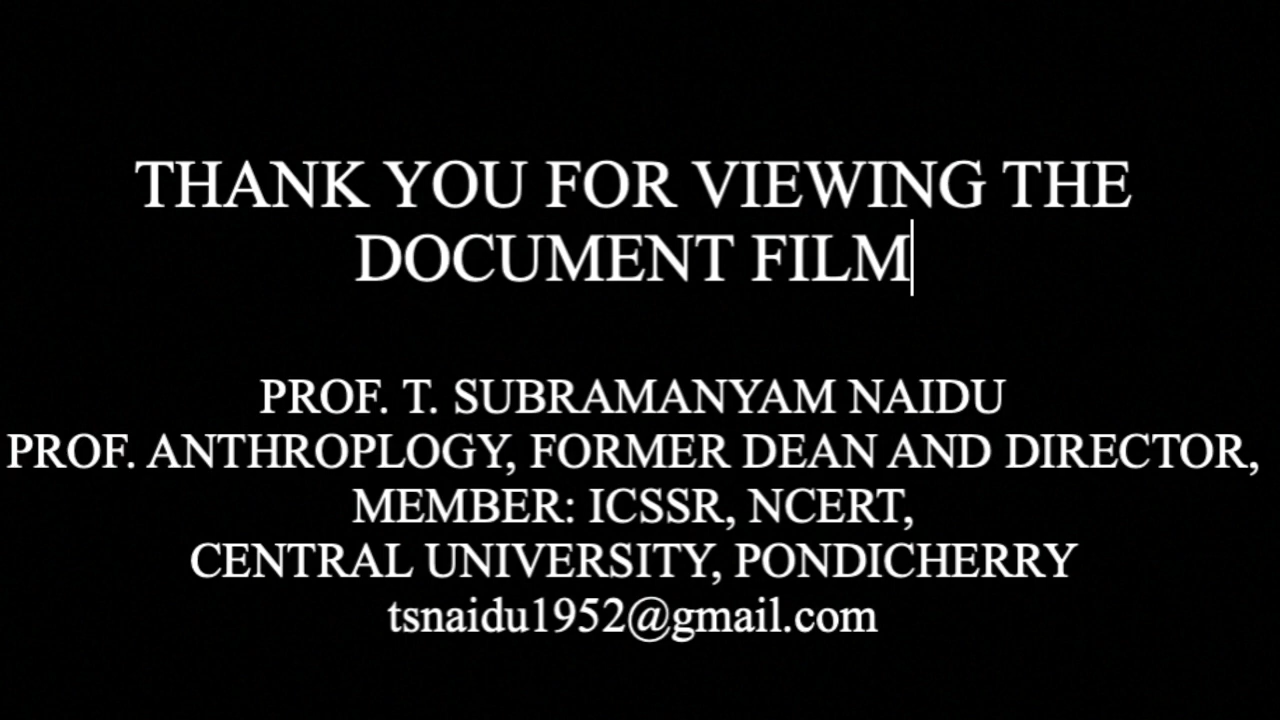 THANK YOU FOR VIEWING THE
DOCUMENT FILM
PROF. T. SUBRAMANYAM NAIDU
PROF. ANTHROPLOGY, FORMER DEAN AND DIRECTOR,
MEMBER: ICSSR, NCERT,
CENTRAL UNIVERSITY, PONDICHERRY
tsnaidu1952@gmail.com